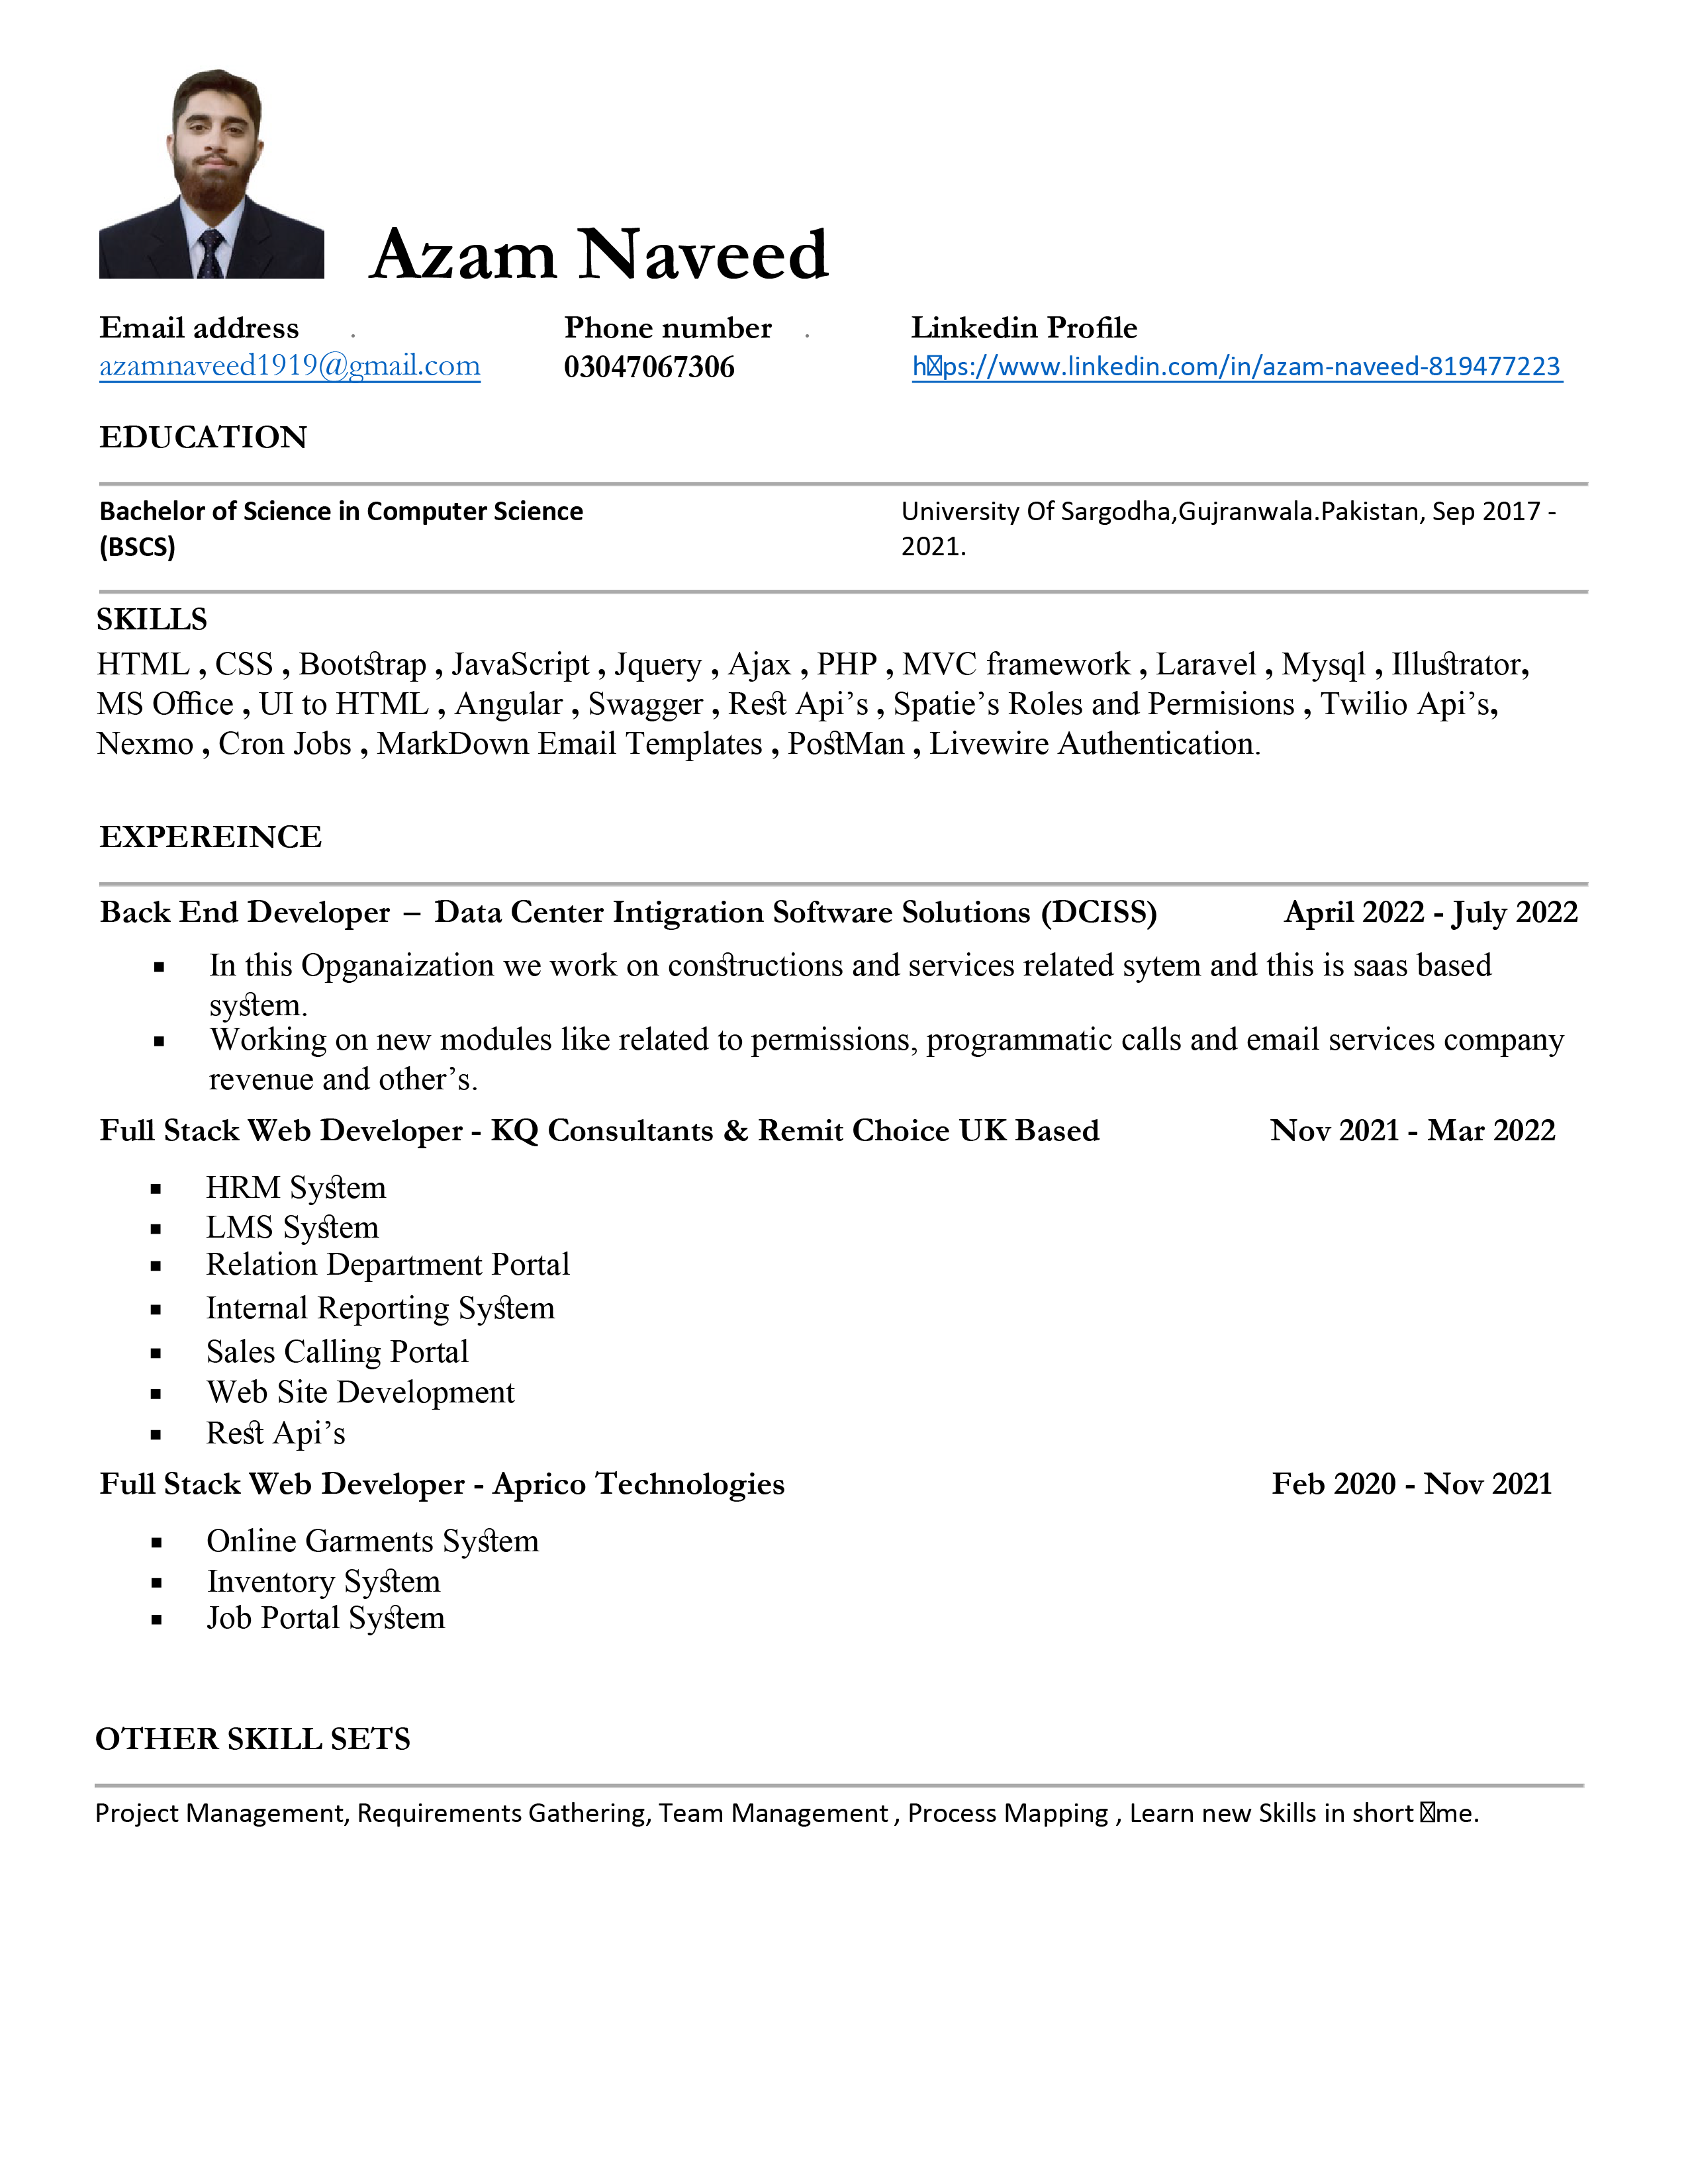 Azam Naveed
Email address . Phone number . Linkedin Profile
azamnaveed1919@gmail.com 03047067306 h⍰ps://www.linkedin.com/in/azam-naveed-819477223
EDUCATION
Bachelor of Science in Computer Science University Of Sargodha,Gujranwala.Pakistan, Sep 2017 -
(BSCS) 2021.
SKILLS
HTML , CSS , Bootstrap , JavaScript , Jquery , Ajax , PHP , MVC framework , Laravel , Mysql , Illustrator,
MS Office , UI to HTML , Angular , Swagger , Rest Api’s , Spatie’s Roles and Permisions , Twilio Api’s,
Nexmo , Cron Jobs , MarkDown Email Templates , PostMan , Livewire Authentication.
EXPEREINCE
Back End Developer – Data Center Intigration Software Solutions (DCISS) April 2022 - July 2022
▪ In this Opganaization we work on constructions and services related sytem and this is saas based
system.
▪ Working on new modules like related to permissions, programmatic calls and email services company
revenue and other’s.
Full Stack Web Developer - KQ Consultants & Remit Choice UK Based Nov 2021 - Mar 2022
▪ HRM System
▪ LMS System
▪ Relation Department Portal
▪ Internal Reporting System
▪ Sales Calling Portal
▪ Web Site Development
▪ Rest Api’s
Full Stack Web Developer - Aprico Technologies Feb 2020 - Nov 2021
▪ Online Garments System
▪ Inventory System
▪ Job Portal System
OTHER SKILL SETS
Project Management, Requirements Gathering, Team Management , Process Mapping , Learn new Skills in short ⍰me.